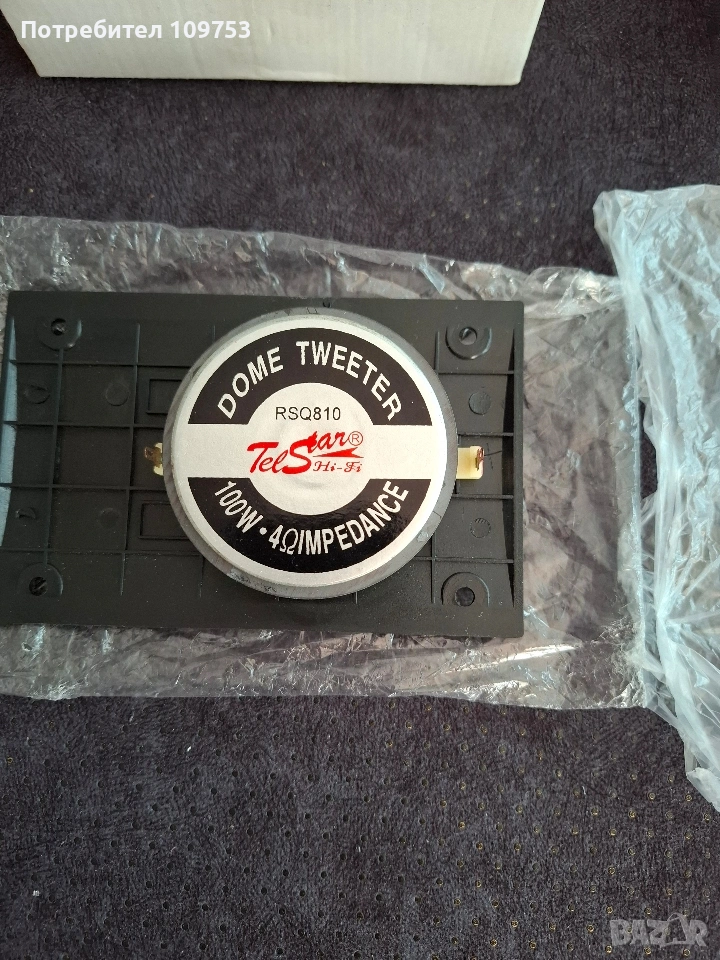 Потребител 109753
DOME TWEETER
RSQ810
TelStar®
Hi-Fi
100W • 4ΩIMPEDANCE
BAZAR